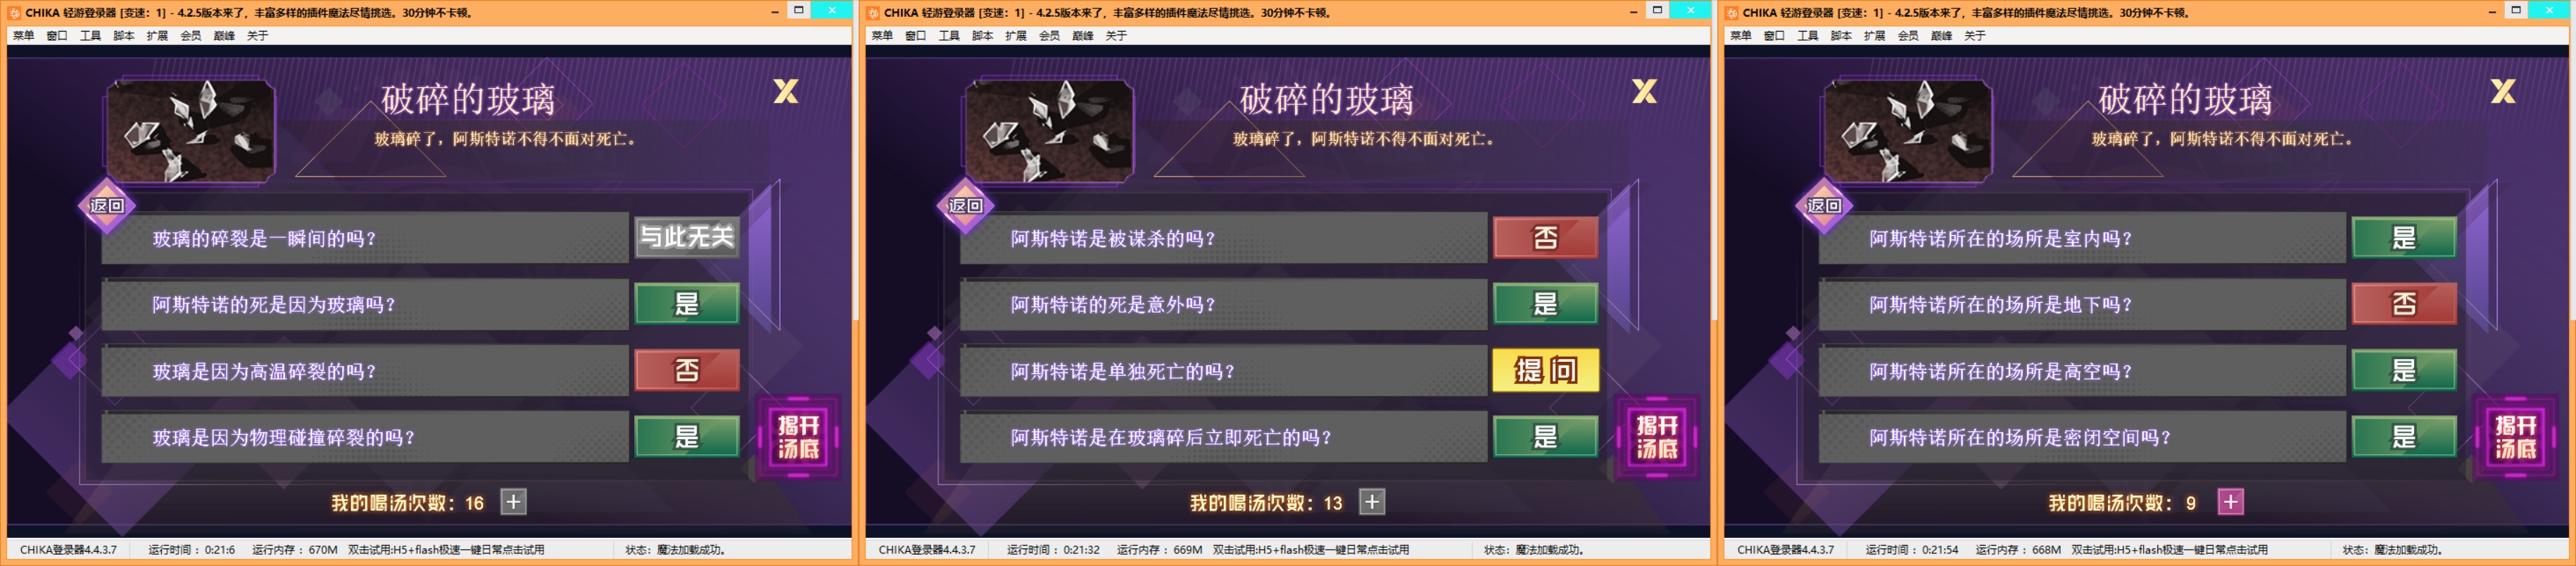 CHIKA 轻游登录器 [变速：1] - 4.2.5版本来了，丰富多样的插件魔法尽情挑选。30分钟不卡顿。
菜单 窗口 工具 脚本 扩展 会员 巅峰 关于
破碎的玻璃
玻璃碎了，阿斯特诺不得不面对死亡。
返回
玻璃的碎裂是一瞬间的吗？ 与此无关
阿斯特诺的死是因为玻璃吗？ 是
玻璃是因为高温碎裂的吗？ 否
玻璃是因为物理碰撞碎裂的吗？ 是
揭开
汤底
我的喝汤次数：16
CHIKA登录器4.4.3.7 运行时间：0:21:6 运行内存：670M 双击试用:H5+flash极速一键日常点击试用 状态：魔法加载成功。
CHIKA 轻游登录器 [变速：1] - 4.2.5版本来了，丰富多样的插件魔法尽情挑选。30分钟不卡顿。
菜单 窗口 工具 脚本 扩展 会员 巅峰 关于
破碎的玻璃
玻璃碎了，阿斯特诺不得不面对死亡。
返回
阿斯特诺是被谋杀的吗？ 否
阿斯特诺的死是意外吗？ 是
阿斯特诺是单独死亡的吗？ 提问
阿斯特诺是在玻璃碎后立即死亡的吗？ 是
揭开
汤底
我的喝汤次数：13
CHIKA登录器4.4.3.7 运行时间：0:21:32 运行内存：669M 双击试用:H5+flash极速一键日常点击试用 状态：魔法加载成功。
CHIKA 轻游登录器 [变速：1] - 4.2.5版本来了，丰富多样的插件魔法尽情挑选。30分钟不卡顿。
菜单 窗口 工具 脚本 扩展 会员 巅峰 关于
破碎的玻璃
玻璃碎了，阿斯特诺不得不面对死亡。
返回
阿斯特诺所在的场所是室内吗？ 是
阿斯特诺所在的场所是地下吗？ 否
阿斯特诺所在的场所是高空吗？ 是
阿斯特诺所在的场所是密闭空间吗？ 是
揭开
汤底
我的喝汤次数：9
CHIKA登录器4.4.3.7 运行时间：0:21:54 运行内存：668M 双击试用:H5+flash极速一键日常点击试用 状态：魔法加载成功。